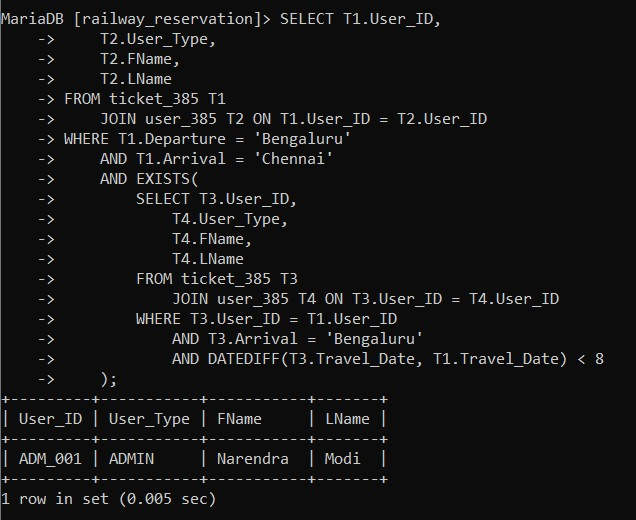 MariaDB [railway_reservation]> SELECT T1.User_ID,
    ->     T2.User_Type,
    ->     T2.FName,
    ->     T2.LName
    -> FROM ticket_385 T1
    ->     JOIN user_385 T2 ON T1.User_ID = T2.User_ID
    -> WHERE T1.Departure = 'Bengaluru'
    ->     AND T1.Arrival = 'Chennai'
    ->     AND EXISTS(
    ->         SELECT T3.User_ID,
    ->             T4.User_Type,
    ->             T4.FName,
    ->             T4.LName
    ->         FROM ticket_385 T3
    ->             JOIN user_385 T4 ON T3.User_ID = T4.User_ID
    ->         WHERE T3.User_ID = T1.User_ID
    ->             AND T3.Arrival = 'Bengaluru'
    ->             AND DATEDIFF(T3.Travel_Date, T1.Travel_Date) < 8
    ->     );
+---------+-----------+-----------+-------+
| User_ID | User_Type | FName     | LName |
+---------+-----------+-----------+-------+
| ADM_001 | ADMIN     | Narendra  | Modi  |
+---------+-----------+-----------+-------+
1 row in set (0.005 sec)